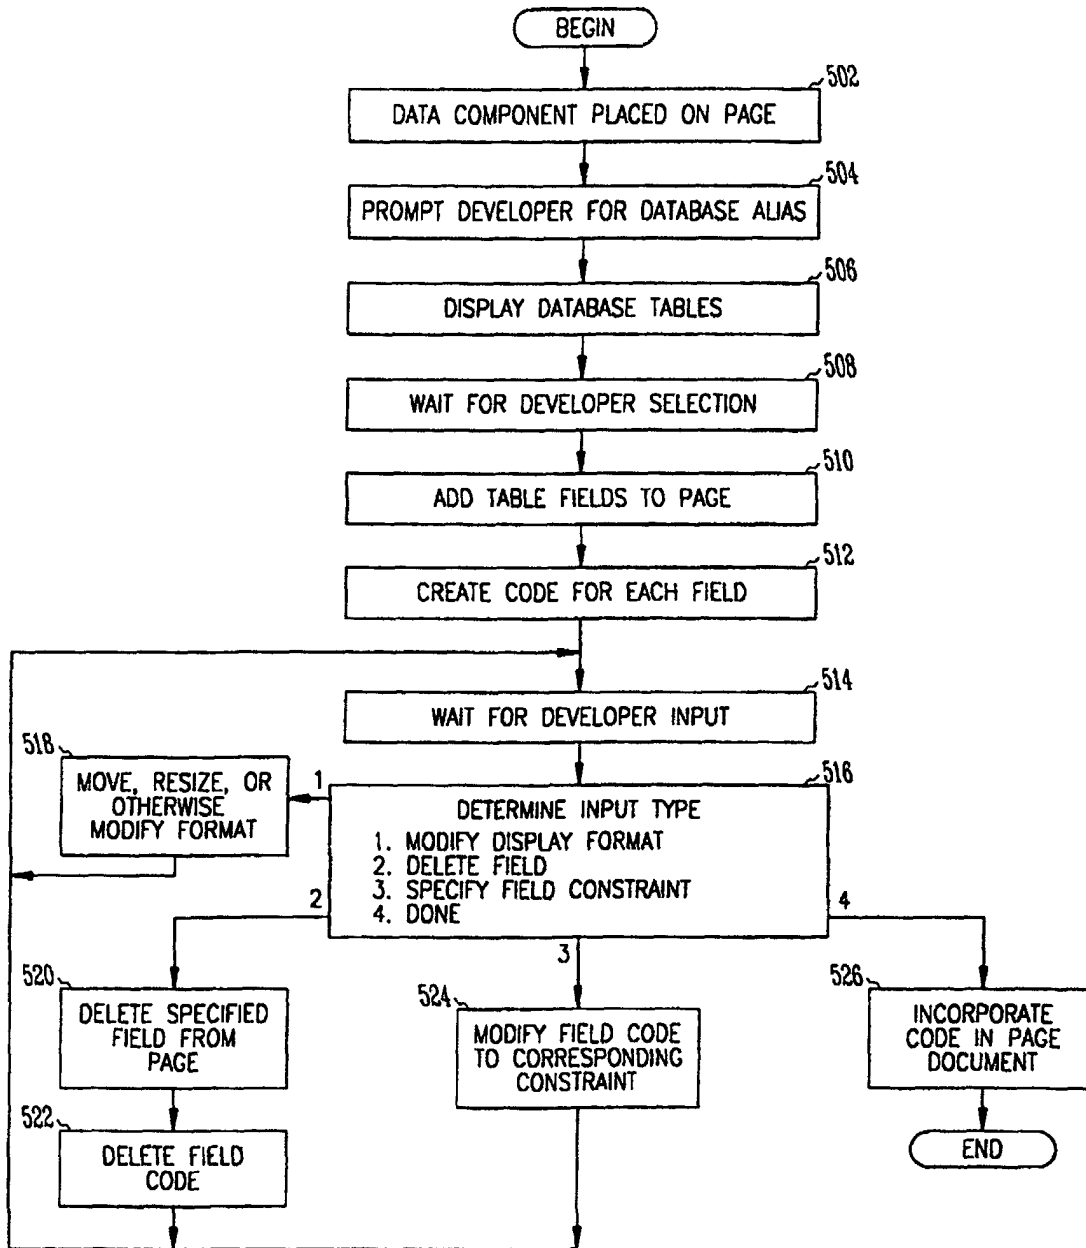 BEGIN
502
DATA COMPONENT PLACED ON PAGE
504
PROMPT DEVELOPER FOR DATABASE ALIAS
506
DISPLAY DATABASE TABLES
508
WAIT FOR DEVELOPER SELECTION
510
ADD TABLE FIELDS TO PAGE
512
CREATE CODE FOR EACH FIELD
514
WAIT FOR DEVELOPER INPUT
518
MOVE, RESIZE, OR
OTHERWISE
MODIFY FORMAT
1
516
DETERMINE INPUT TYPE
1. MODIFY DISPLAY FORMAT
2. DELETE FIELD
3. SPECIFY FIELD CONSTRAINT
4. DONE
2
3
4
520
DELETE SPECIFIED
FIELD FROM
PAGE
522
DELETE FIELD
CODE
524
MODIFY FIELD CODE
TO CORRESPONDING
CONSTRAINT
526
INCORPORATE
CODE IN PAGE
DOCUMENT
END